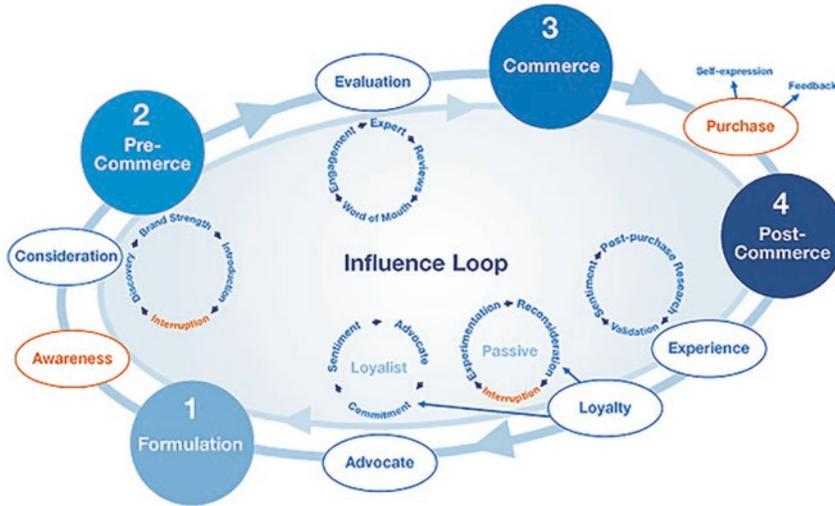 3
Commerce
Self-expression
Feedback
Evaluation
Purchase
2
Pre-
Commerce
Expert
Reviews
Word of Mouth
Engagement
4
Post-
Commerce
Consideration
Brand Strength
Introduction
Interruption
Discovery
Influence Loop
Post-purchase Research
Validation
Sentiment
Awareness
Experience
Sentiment
Advocate
Commitment
Loyalist
Experimentation
Reconsideration
Interruption
Passive
1
Formulation
Loyalty
Advocate